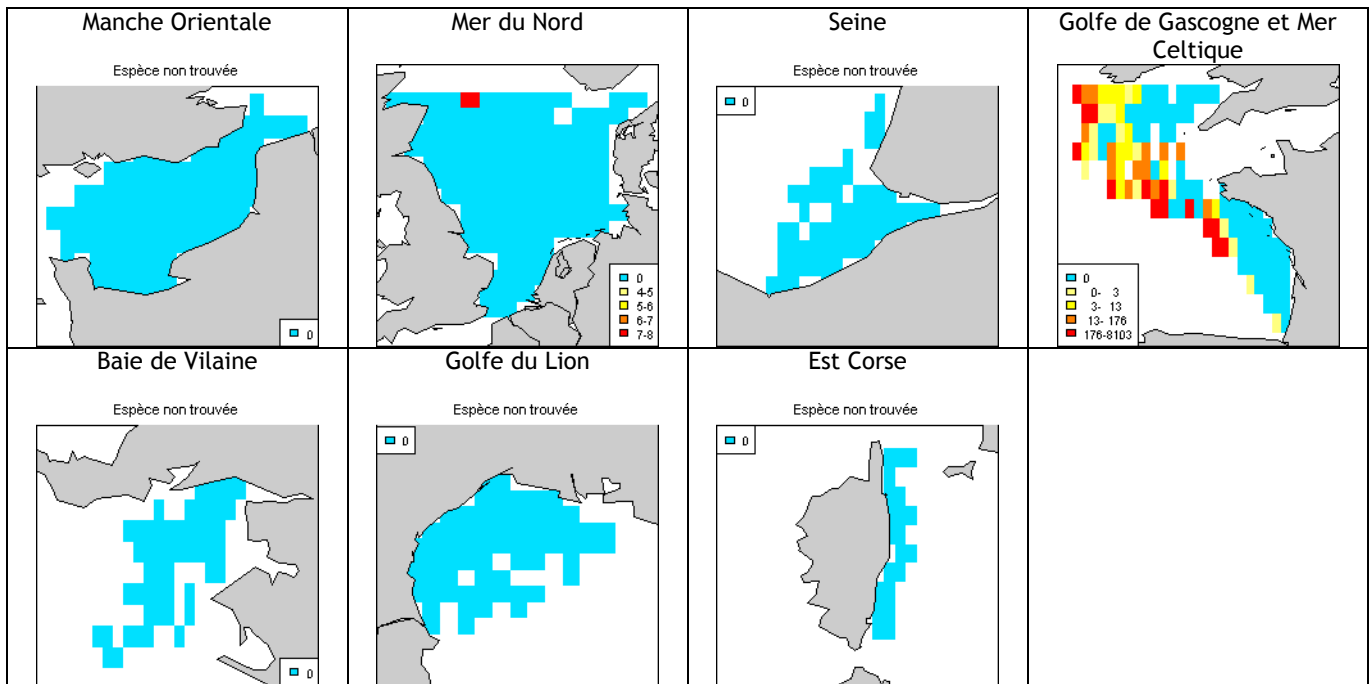 Manche Orientale
Espèce non trouvée
0
Mer du Nord
0
4-5
5-6
6-7
7-8
Seine
Espèce non trouvée
0
Golfe de Gascogne et Mer
Celtique
0
0- 3
3- 13
13- 176
176-8103
Baie de Vilaine
Espèce non trouvée
0
Golfe du Lion
Espèce non trouvée
0
Est Corse
Espèce non trouvée
0